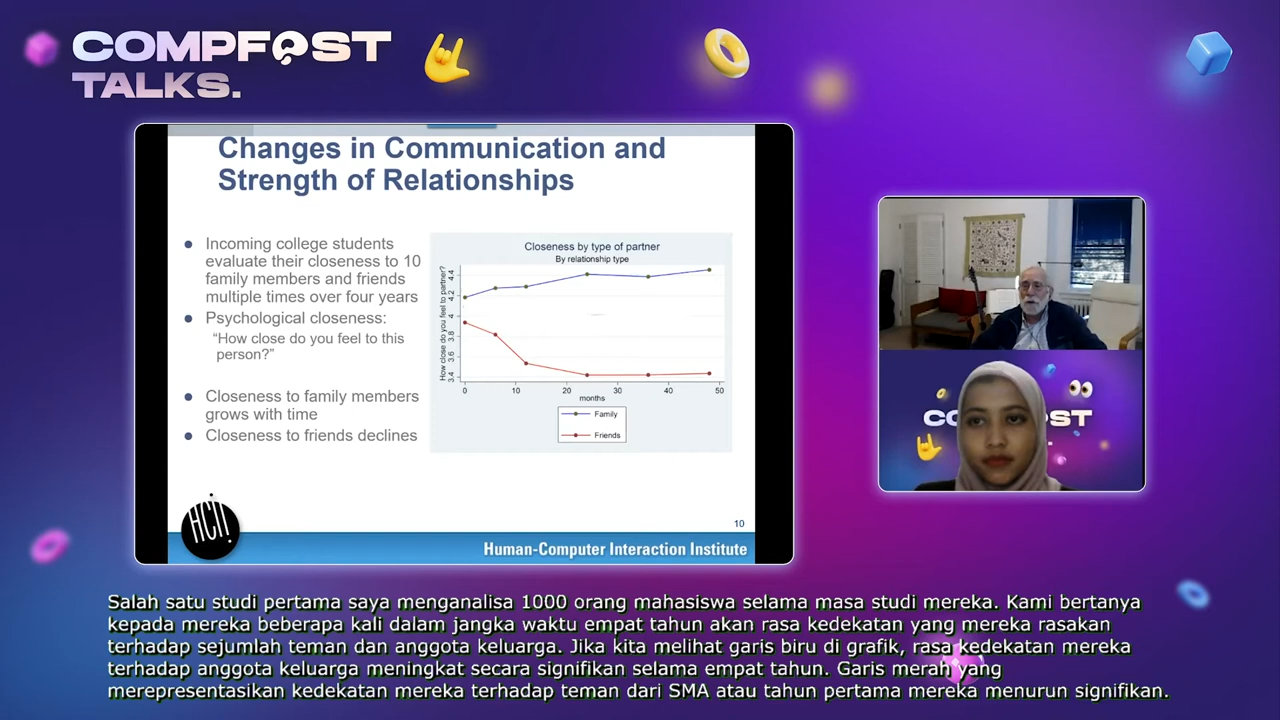 COMPFEST
TALKS.
Changes in Communication and
Strength of Relationships
Incoming college students
evaluate their closeness to 10
family members and friends
multiple times over four years
Psychological closeness:
“How close do you feel to this
person?”
Closeness to family members
grows with time
Closeness to friends declines
Closeness by type of partner
By relationship type
How close do you feel to partner?
4.4
4.2
4
3.8
3.6
3.4
0 10 20 30 40 50
months
Family
Friends
HCII
10
Human-Computer Interaction Institute
Salah satu studi pertama saya menganalisa 1000 orang mahasiswa selama masa studi mereka. Kami bertanya
kepada mereka beberapa kali dalam jangka waktu empat tahun akan rasa kedekatan yang mereka rasakan
terhadap sejumlah teman dan anggota keluarga. Jika kita melihat garis biru di grafik, rasa kedekatan mereka
terhadap anggota keluarga meningkat secara signifikan selama empat tahun. Garis merah yang
merepresentasikan kedekatan mereka terhadap teman dari SMA atau tahun pertama mereka menurun signifikan.